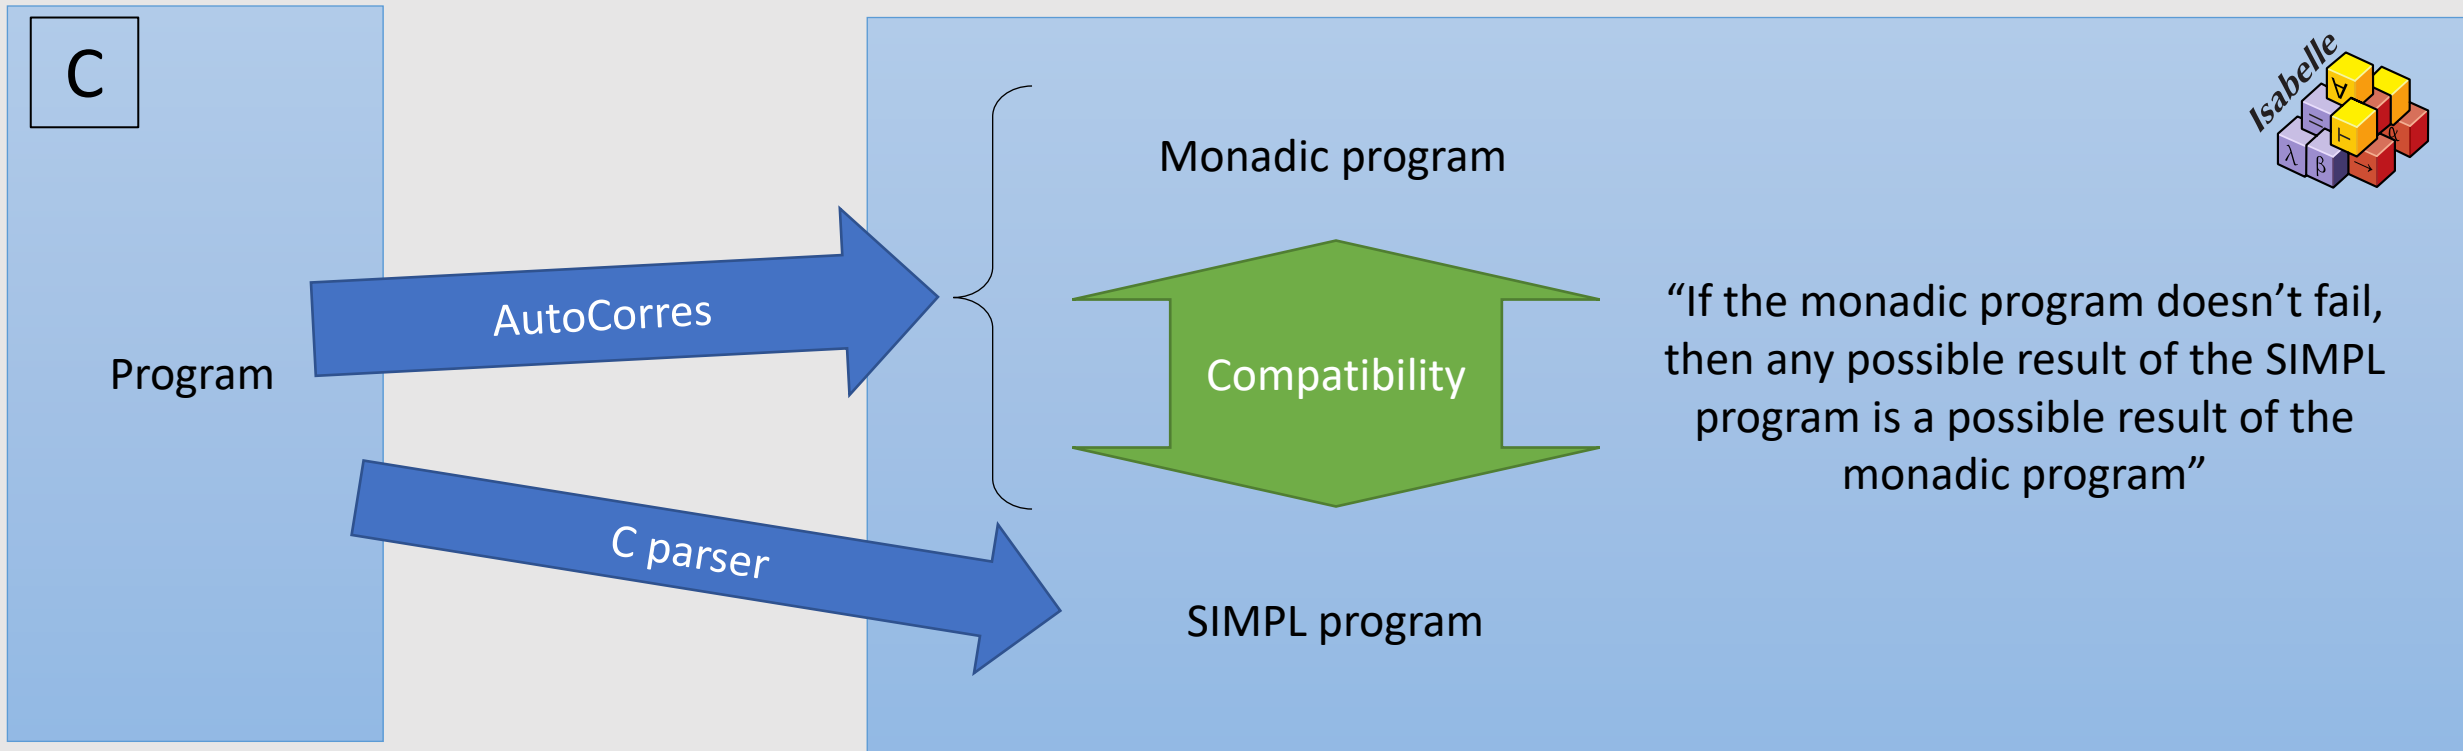 C
Program
AutoCorres
C parser
Monadic program
Compatibility
SIMPL program
“If the monadic program doesn’t fail,
then any possible result of the SIMPL
program is a possible result of the
monadic program”
Isabelle
∀
=
⊢
α
λ
β
→